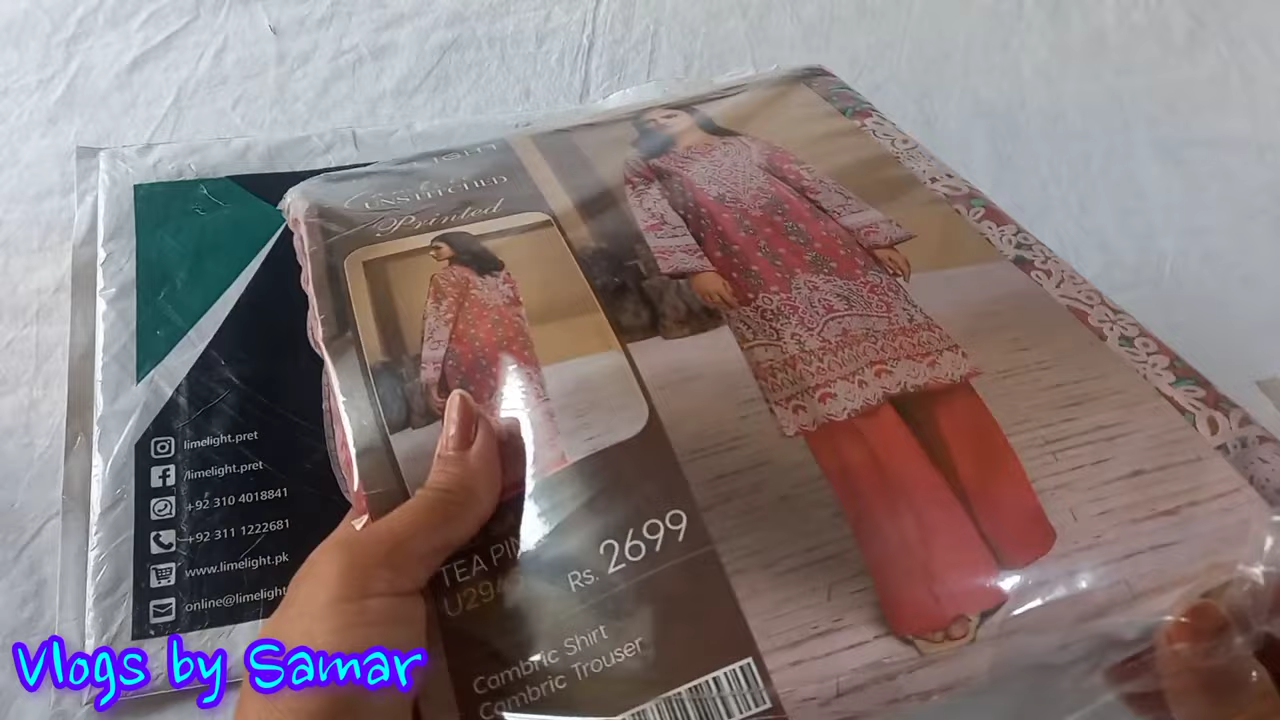 UNSTITCHED
Printed
limelight.pret
/limelight.pret
+92 310 4018841
+92 311 1222681
www.limelight.pk
online@limelight
TEA PIN
U294
Rs. 2699
Cambric Shirt
Cambric Trouser
Vlogs by Samar